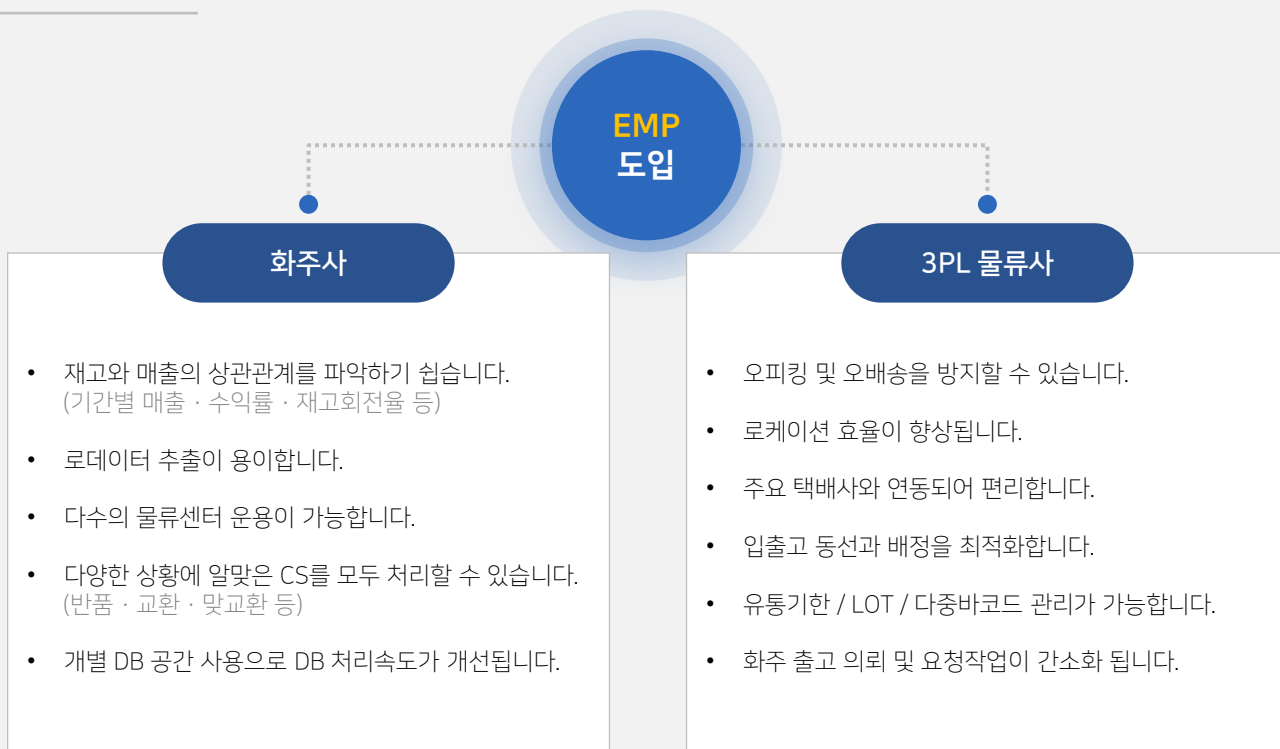 EMP
도입
화주사
• 재고와 매출의 상관관계를 파악하기 쉽습니다.
(기간별 매출 · 수익률 · 재고회전율 등)
• 로데이터 추출이 용이합니다.
• 다수의 물류센터 운용이 가능합니다.
• 다양한 상황에 알맞은 CS를 모두 처리할 수 있습니다.
(반품 · 교환 · 맞교환 등)
• 개별 DB 공간 사용으로 DB 처리속도가 개선됩니다.
3PL 물류사
• 오피킹 및 오배송을 방지할 수 있습니다.
• 로케이션 효율이 향상됩니다.
• 주요 택배사와 연동되어 편리합니다.
• 입출고 동선과 배정을 최적화합니다.
• 유통기한 / LOT / 다중바코드 관리가 가능합니다.
• 화주 출고 의뢰 및 요청작업이 간소화 됩니다.